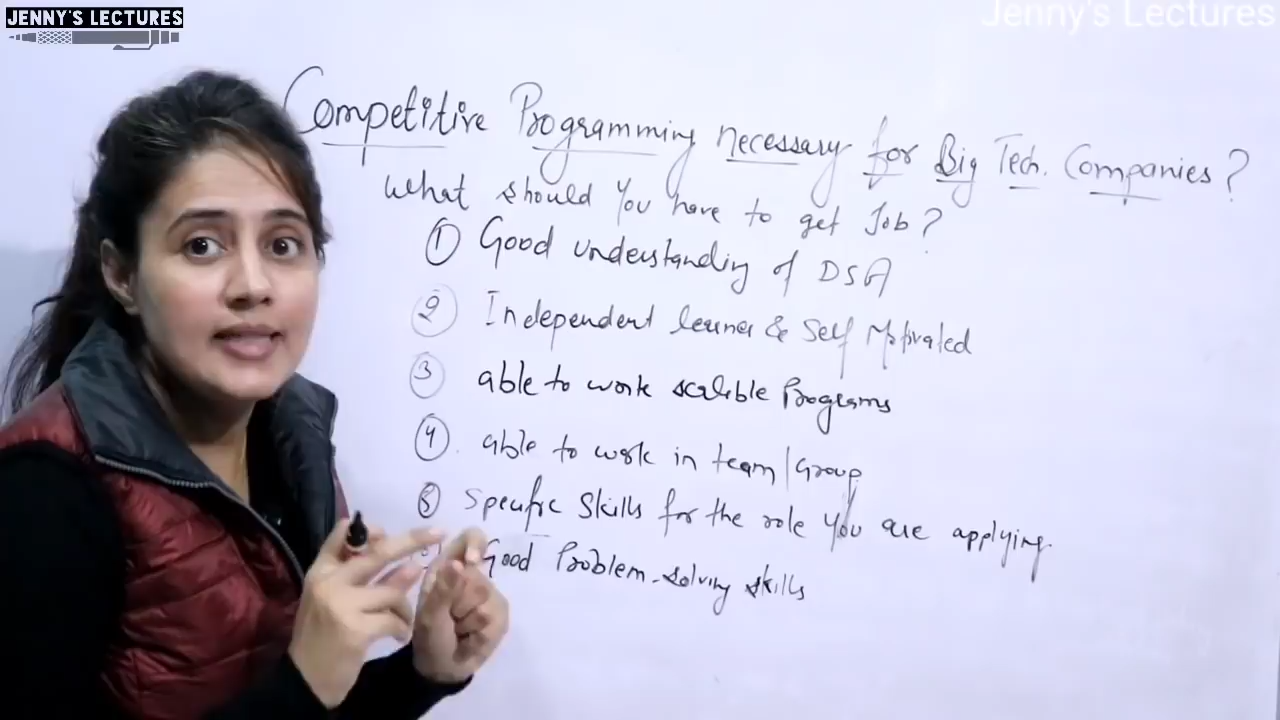 JENNY'S LECTURES
Jenny's Lectures
Competitive Programming necessary for Big Tech. Companies?
What should you have to get Job?
① Good understanding of DSA
② Independent learner & Self Motivated
③ able to work scalible Programs
④ able to work in team/Group
⑤ Specific Skills for the role you are applying.
Good Problem-solving skills